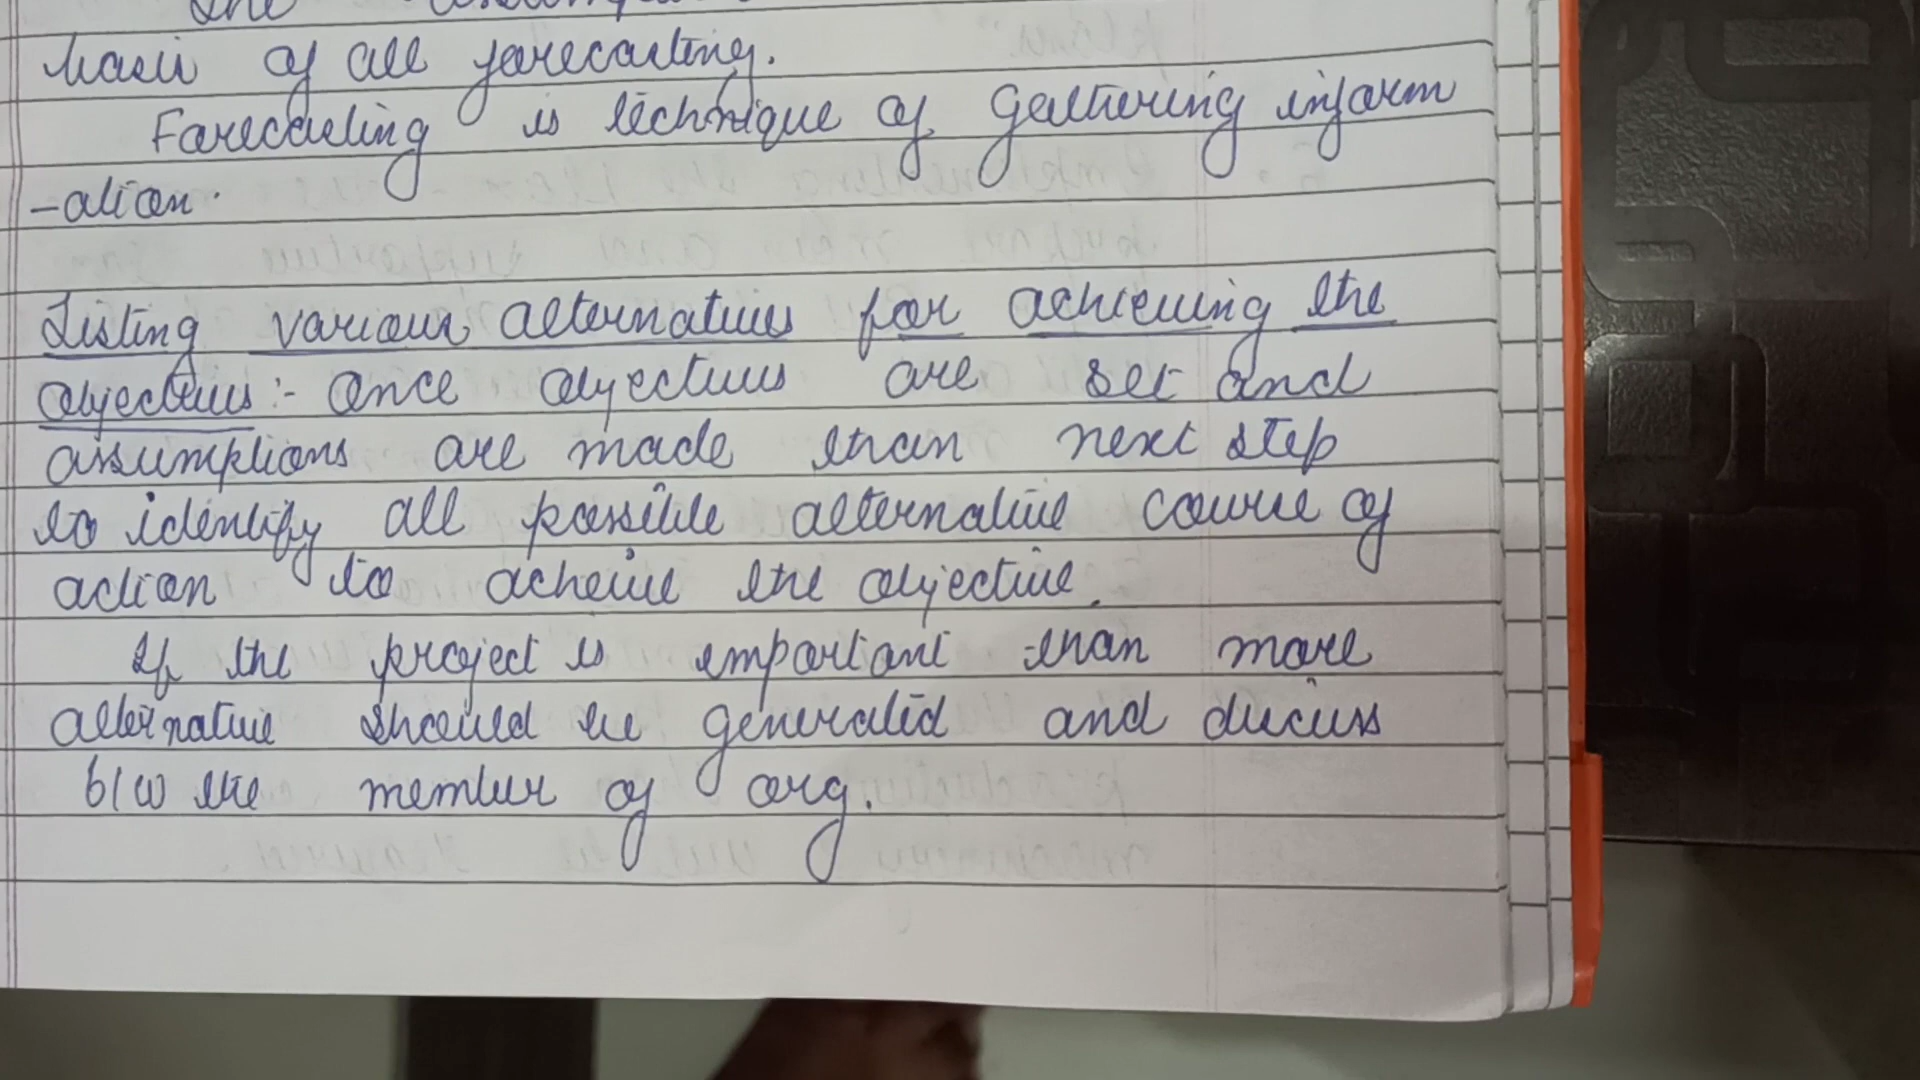 the
basis of all forecasting.
Forecasting is technique of gathering inform
-ation.
Listing various alternatives for achieving the
objectives :- once objectives are set and
assumptions are made than next step
to identify all possible alternative course of
action to acheive the objective.
If the project is important than more
alternative should be generated and discuss
b/w the member of org.